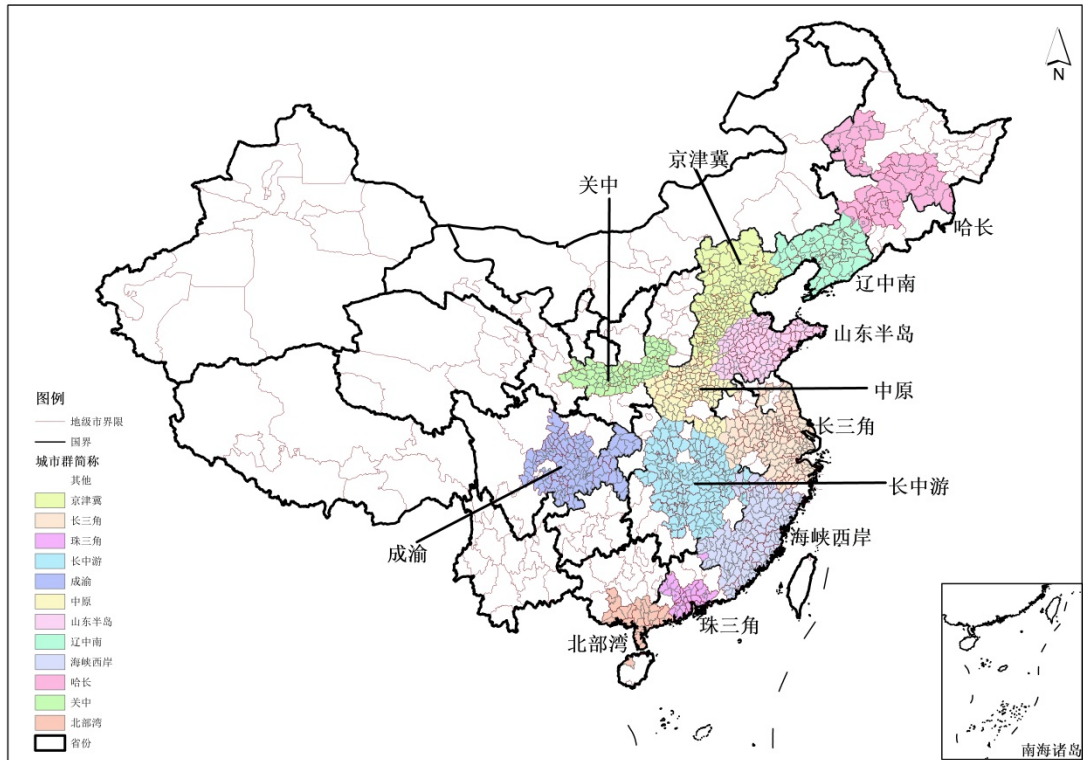 N
京津冀
关中
哈长
辽中南
山东半岛
中原
长三角
长中游
成渝
海峡西岸
珠三角
北部湾
图例
地级市界限
国界
城市群简称
其他
京津冀
长三角
珠三角
长中游
成渝
中原
山东半岛
辽中南
海峡西岸
哈长
关中
北部湾
省份
南海诸岛